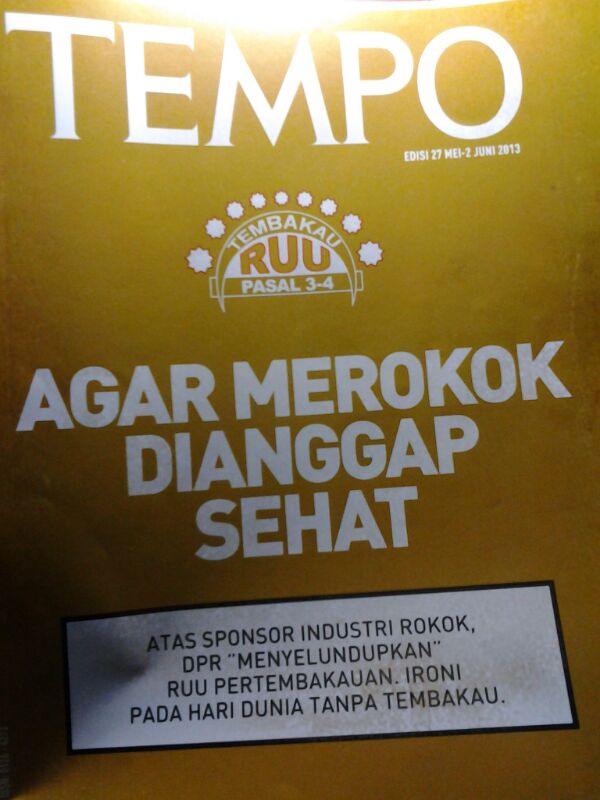 TEMPO
EDISI 27 MEI-2 JUNI 2013
TEMBAKAU
RUU
PASAL 3-4
AGAR MEROKOK
DIANGGAP
SEHAT
ATAS SPONSOR INDUSTRI ROKOK,
DPR "MENYELUNDUPKAN"
RUU PERTEMBAKAUAN. IRONI
PADA HARI DUNIA TANPA TEMBAKAU.